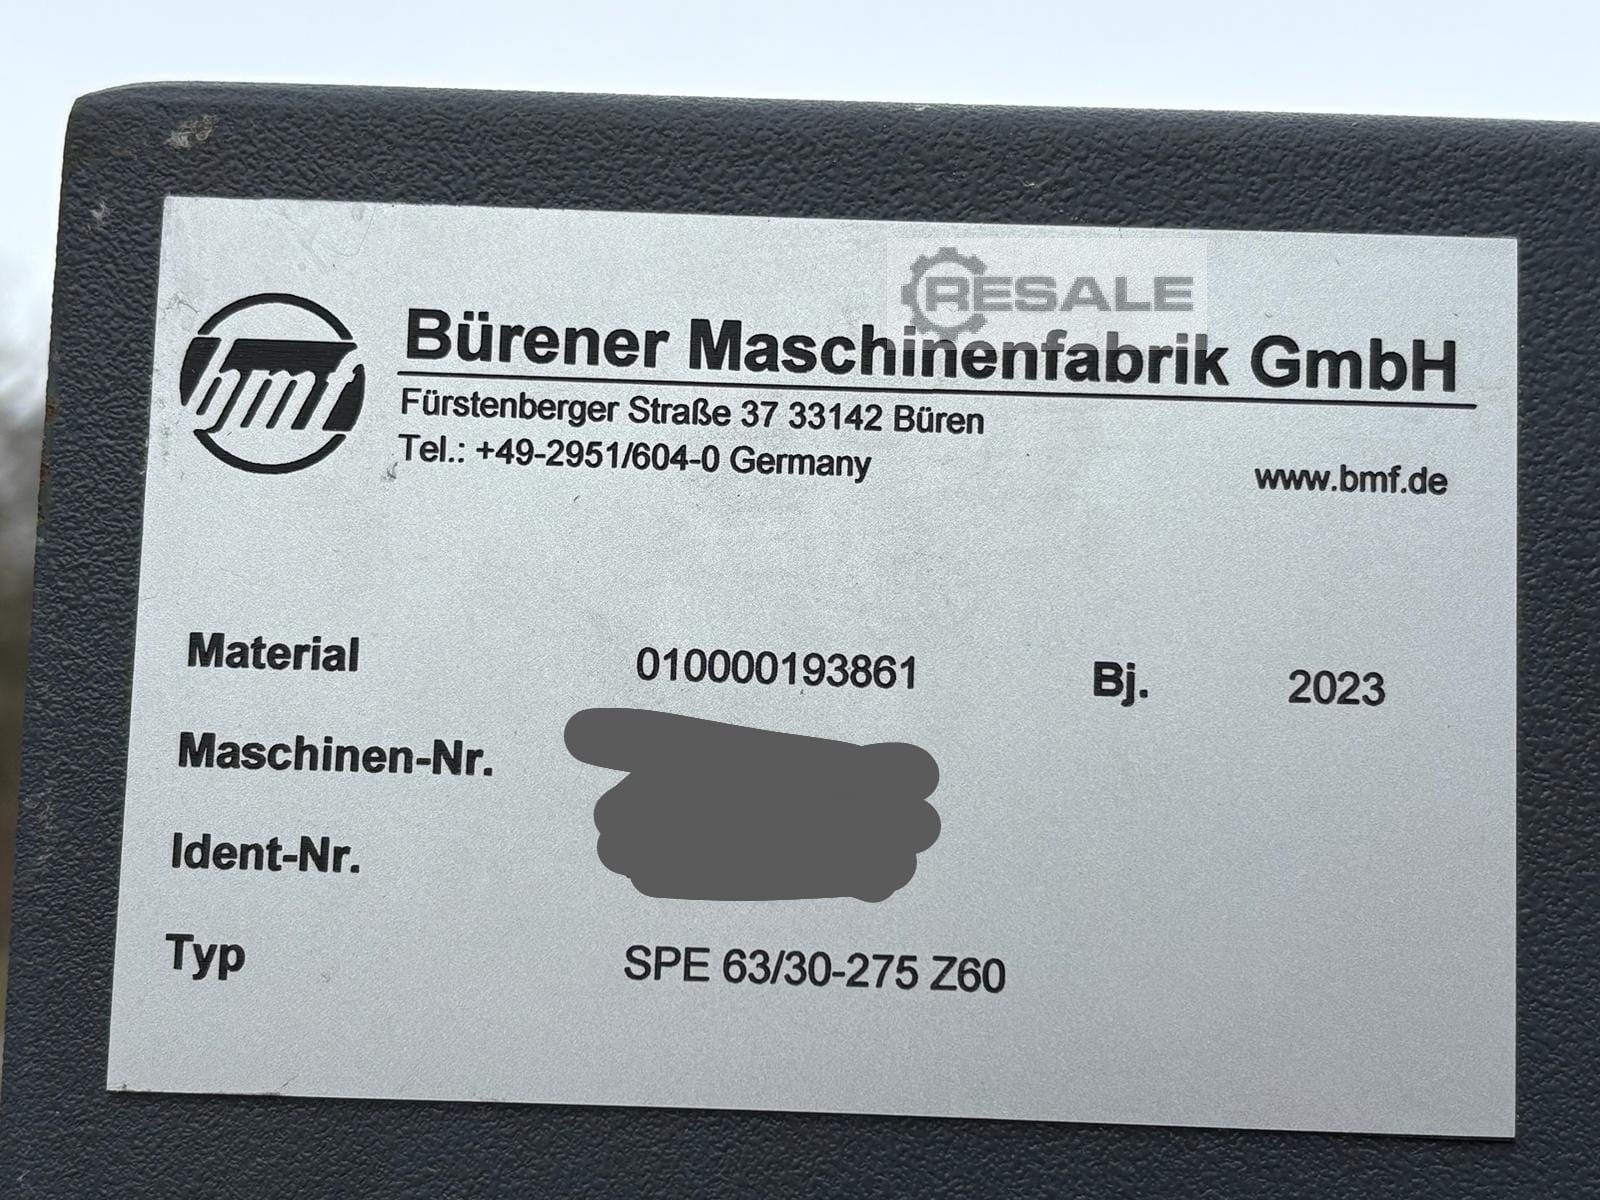 RESALE
bmf
Bürener Maschinenfabrik GmbH
Fürstenberger Straße 37 33142 Büren
Tel.: +49-2951/604-0 Germany
www.bmf.de
Material 010000193861 Bj. 2023
Maschinen-Nr.
Ident-Nr.
Typ SPE 63/30-275 Z60